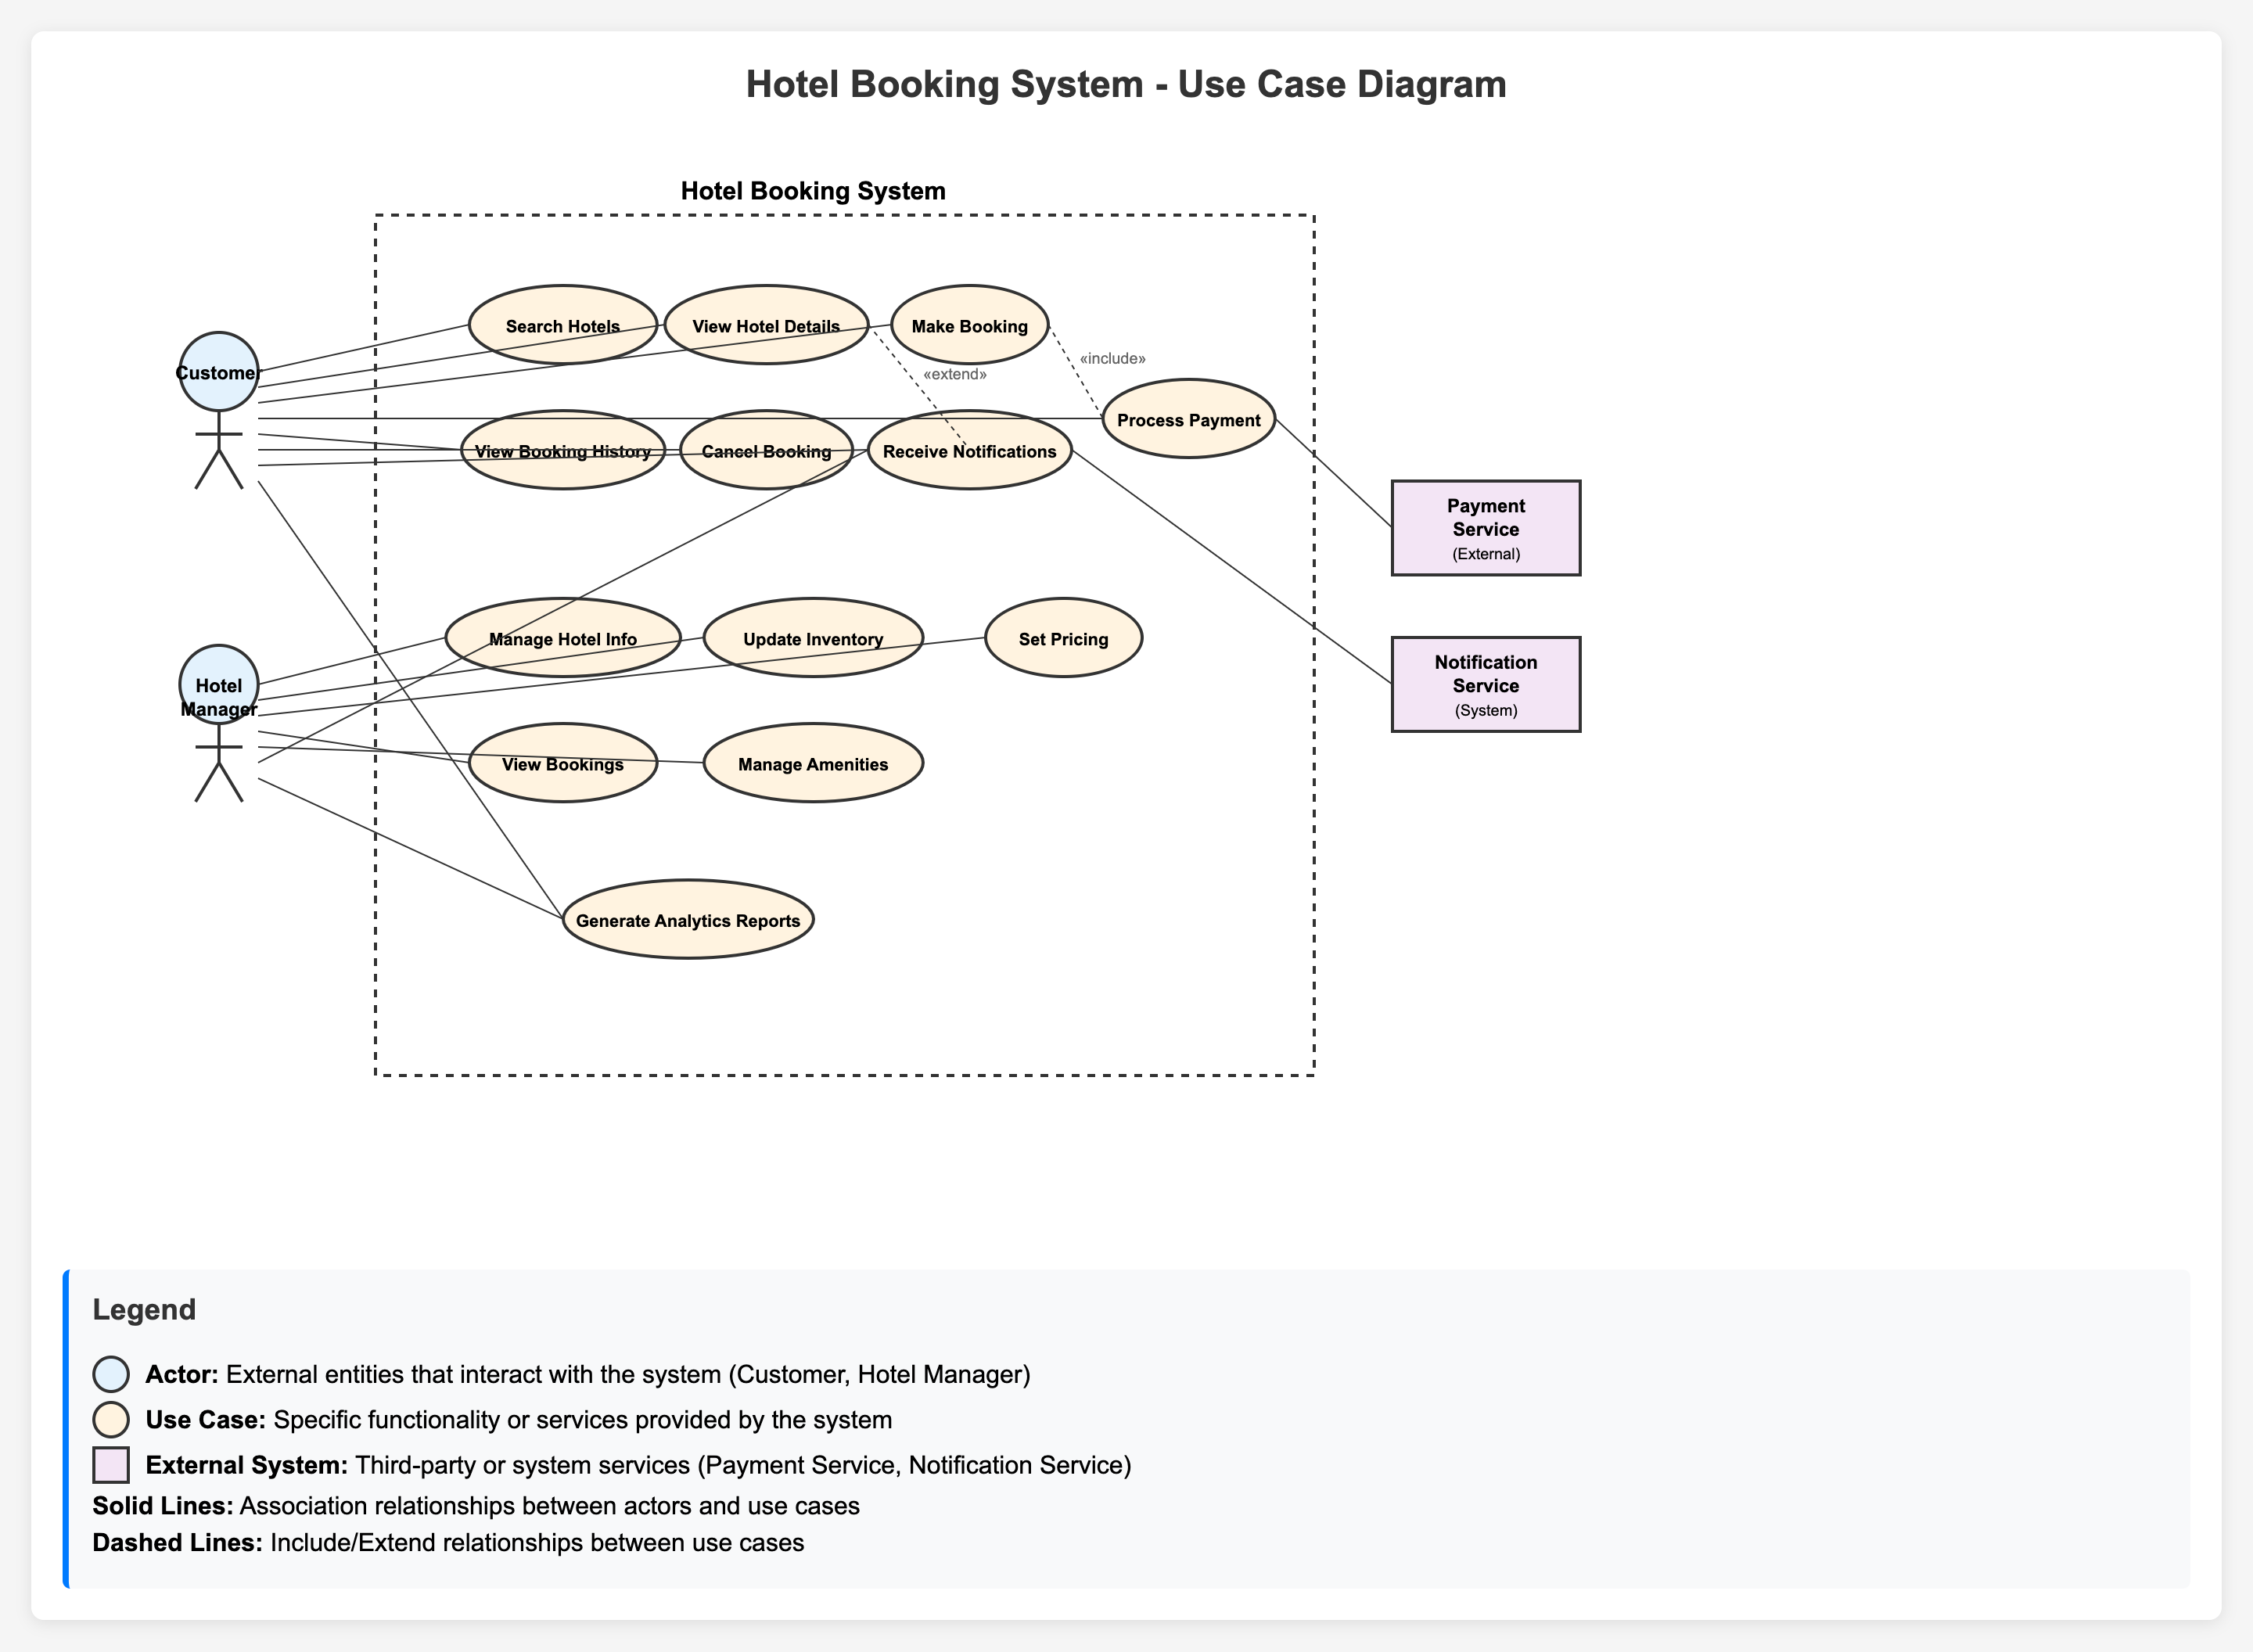 Hotel Booking System - Use Case Diagram
Hotel Booking System
Search Hotels
View Hotel Details
Make Booking
«include»
«extend»
Customer
Process Payment
View Booking History
Cancel Booking
Receive Notifications
Payment
Service
(External)
Manage Hotel Info
Update Inventory
Set Pricing
Notification
Service
(System)
Hotel
Manager
View Bookings
Manage Amenities
Generate Analytics Reports
Legend
Actor: External entities that interact with the system (Customer, Hotel Manager)
Use Case: Specific functionality or services provided by the system
External System: Third-party or system services (Payment Service, Notification Service)
Solid Lines: Association relationships between actors and use cases
Dashed Lines: Include/Extend relationships between use cases